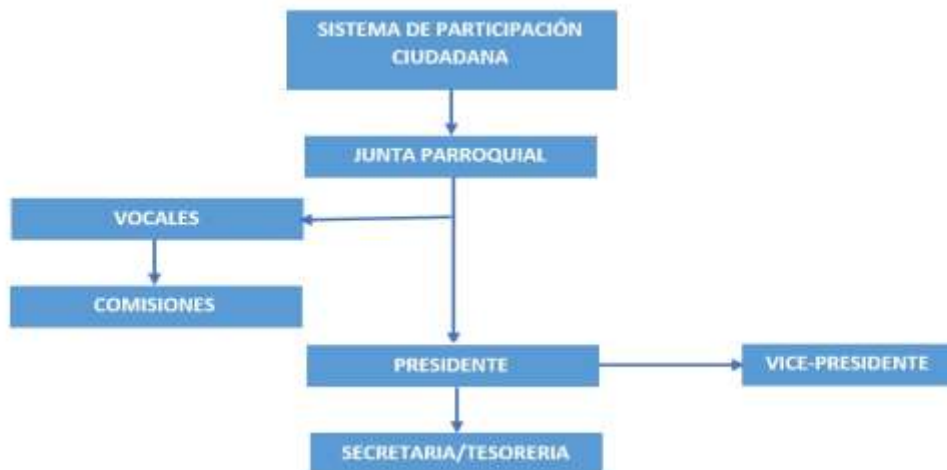 SISTEMA DE PARTICIPACIÓN
CIUDADANA
JUNTA PARROQUIAL
VOCALES
COMISIONES
PRESIDENTE
VICE-PRESIDENTE
SECRETARIA/TESORERIA